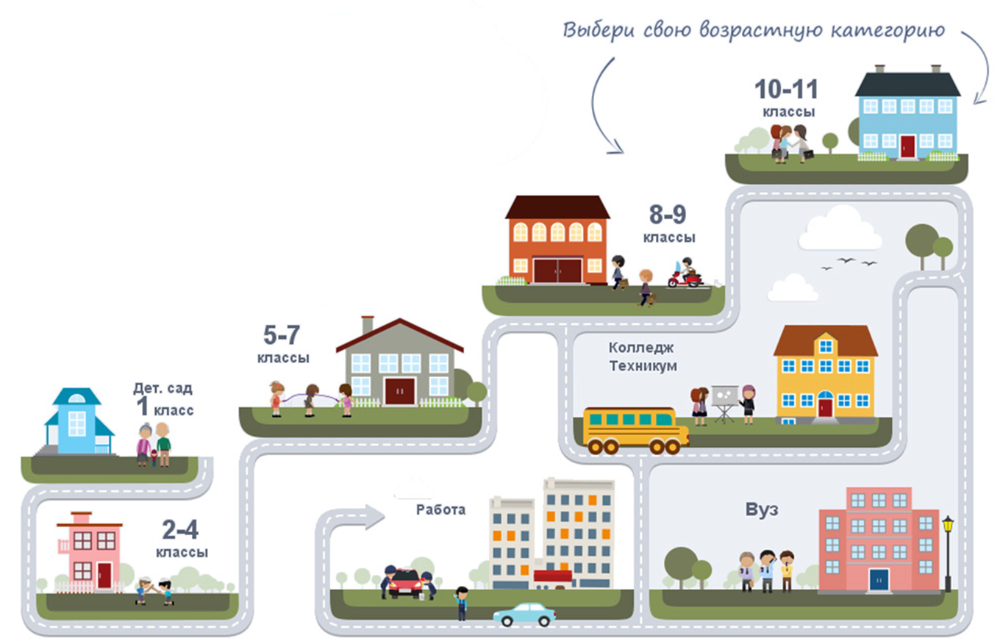 Выбери свою возрастную категорию
10-11
классы
8-9
классы
5-7
классы
Колледж
Техникум
Дет. сад
1 класс
2-4
классы
Работа
Вуз